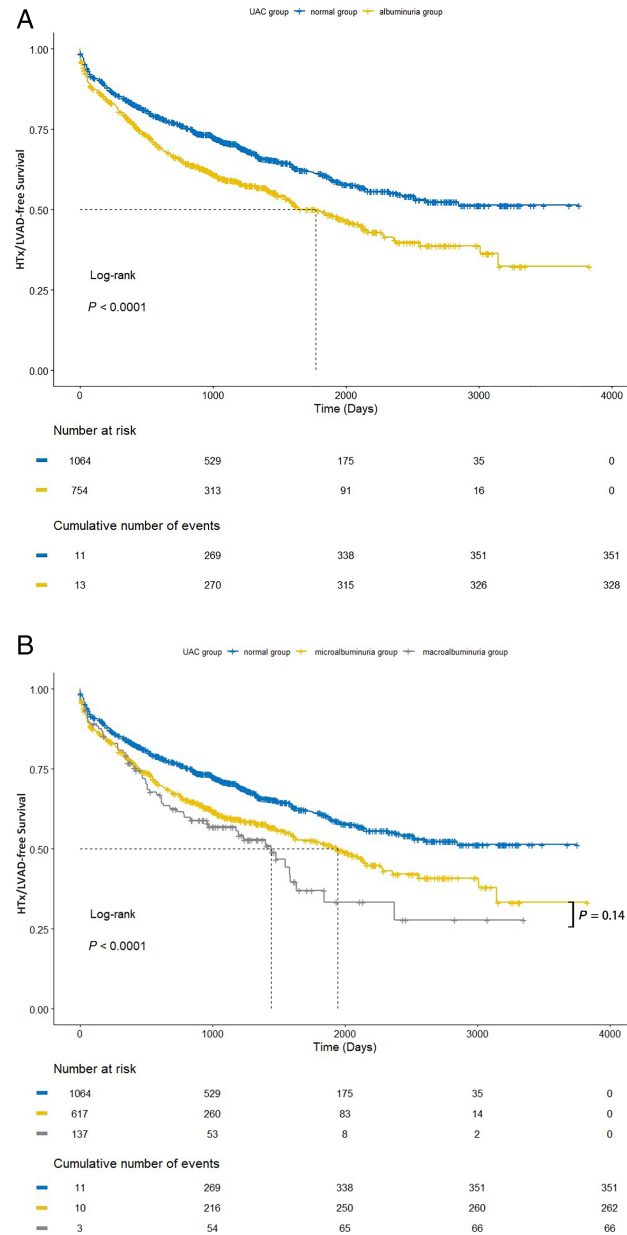 A
UAC group normal group albuminuria group
HTx/LVAD-free Survival
1.00
0.75
0.50
0.25
0.00
Log-rank
P < 0.0001
0 1000 2000 3000 4000
Time (Days)
Number at risk
1064 529 175 35 0
754 313 91 16 0
Cumulative number of events
11 269 338 351 351
13 270 315 326 328
B
UAC group normal group microalbuminuria group macroalbuminuria group
HTx/LVAD-free Survival
1.00
0.75
0.50
0.25
0.00
Log-rank
P < 0.0001
P = 0.14
0 1000 2000 3000 4000
Time (Days)
Number at risk
1064 529 175 35 0
617 260 83 14 0
137 53 8 2 0
Cumulative number of events
11 269 338 351 351
10 216 250 260 262
3 54 65 66 66